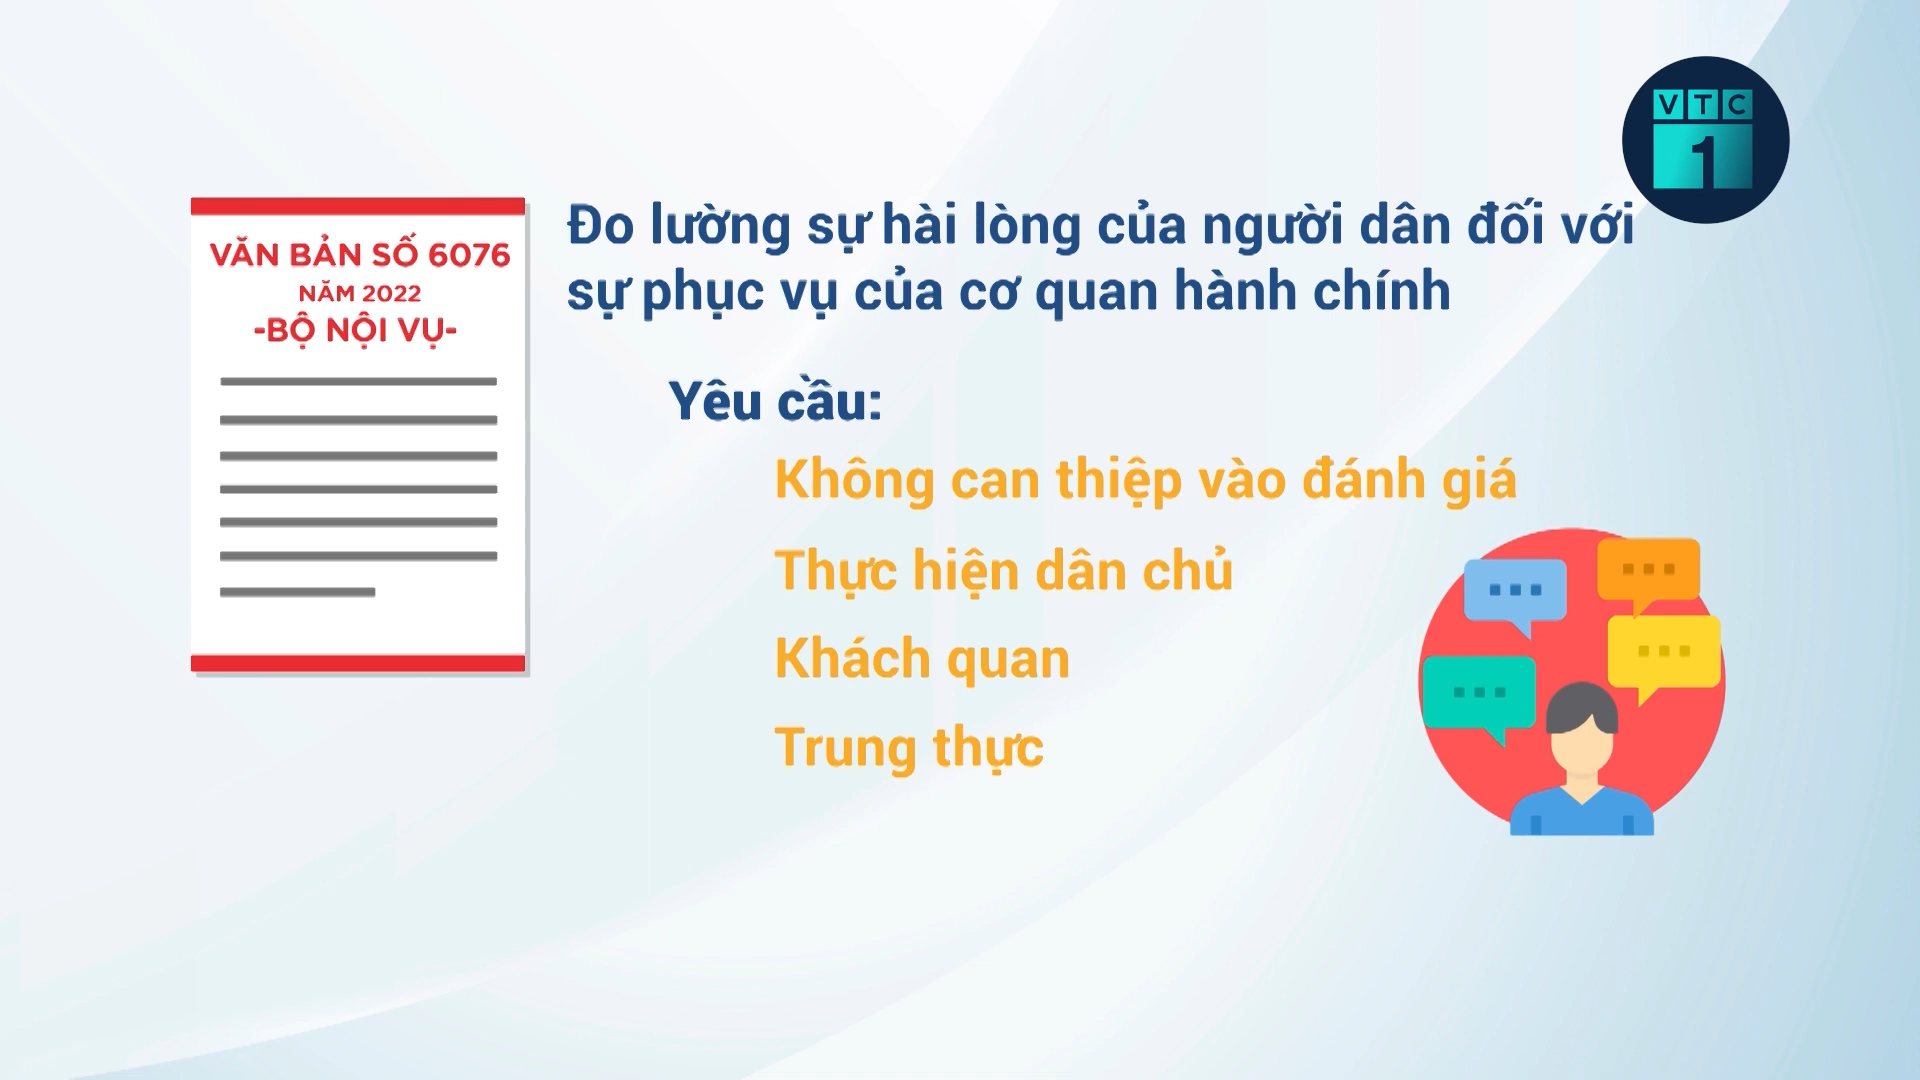 VTC
1
VĂN BẢN SỐ 6076
NĂM 2022
-BỘ NỘI VỤ-
Đo lường sự hài lòng của người dân đối với
sự phục vụ của cơ quan hành chính
Yêu cầu:
Không can thiệp vào đánh giá
Thực hiện dân chủ
Khách quan
Trung thực